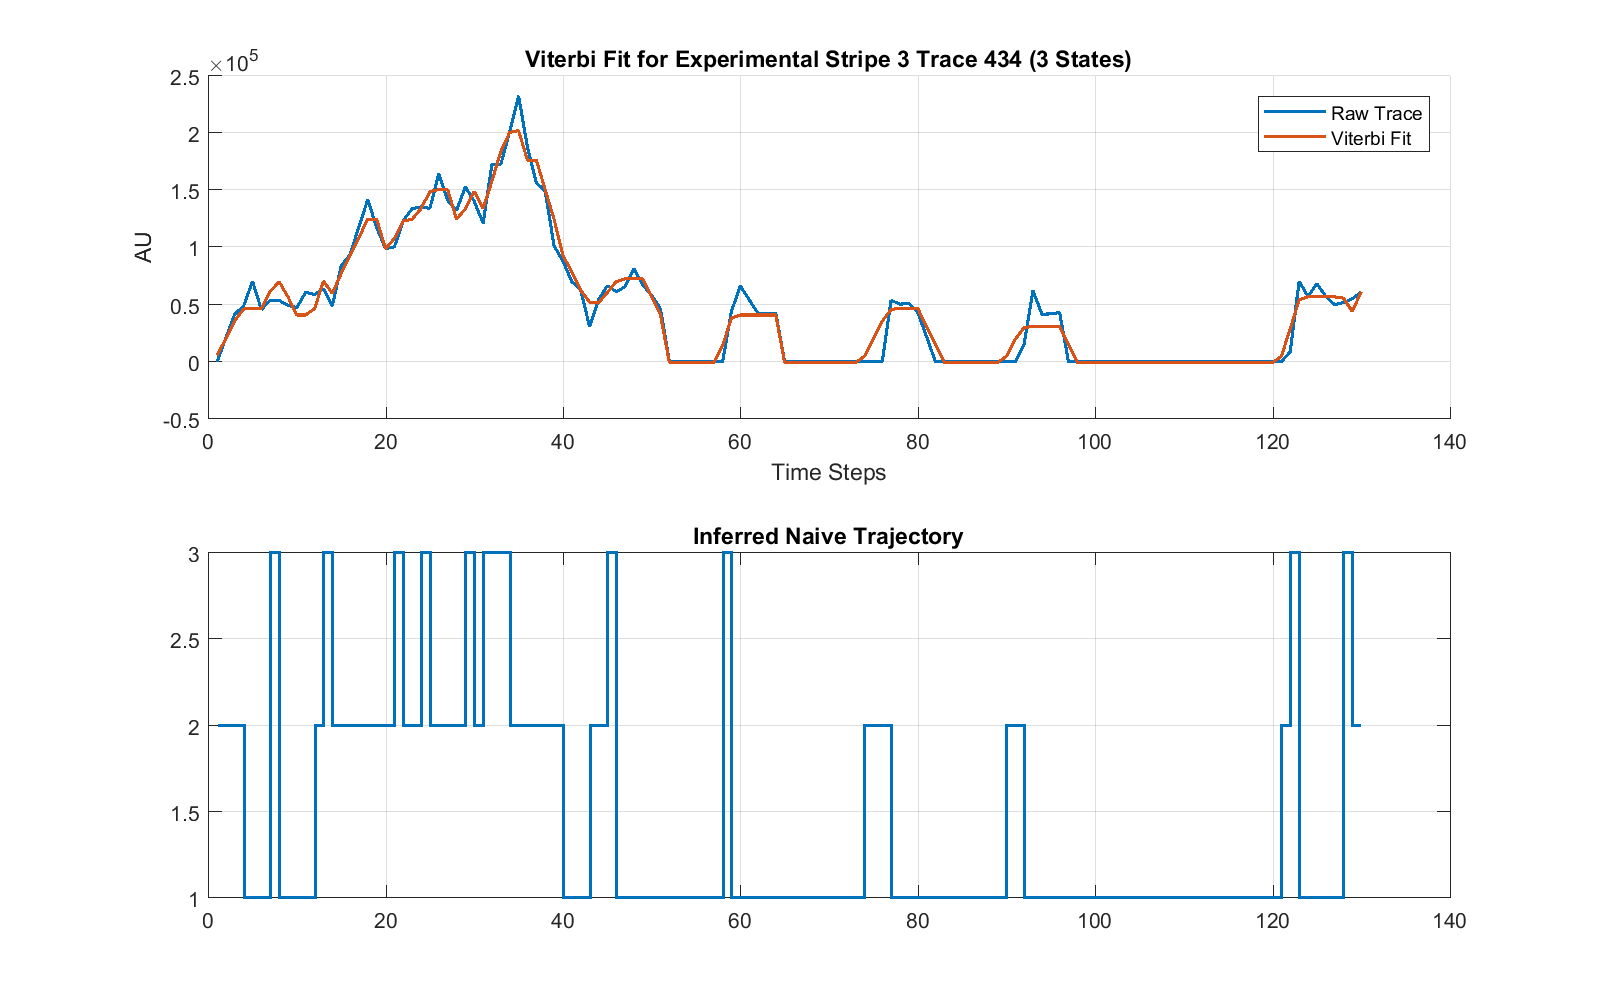 Viterbi Fit for Experimental Stripe 3 Trace 434 (3 States)
×10^5
2.5
2
1.5
1
0.5
0
-0.5
AU
Raw Trace
Viterbi Fit
0 20 40 60 80 100 120 140
Time Steps
Inferred Naive Trajectory
3
2.5
2
1.5
1
0 20 40 60 80 100 120 140